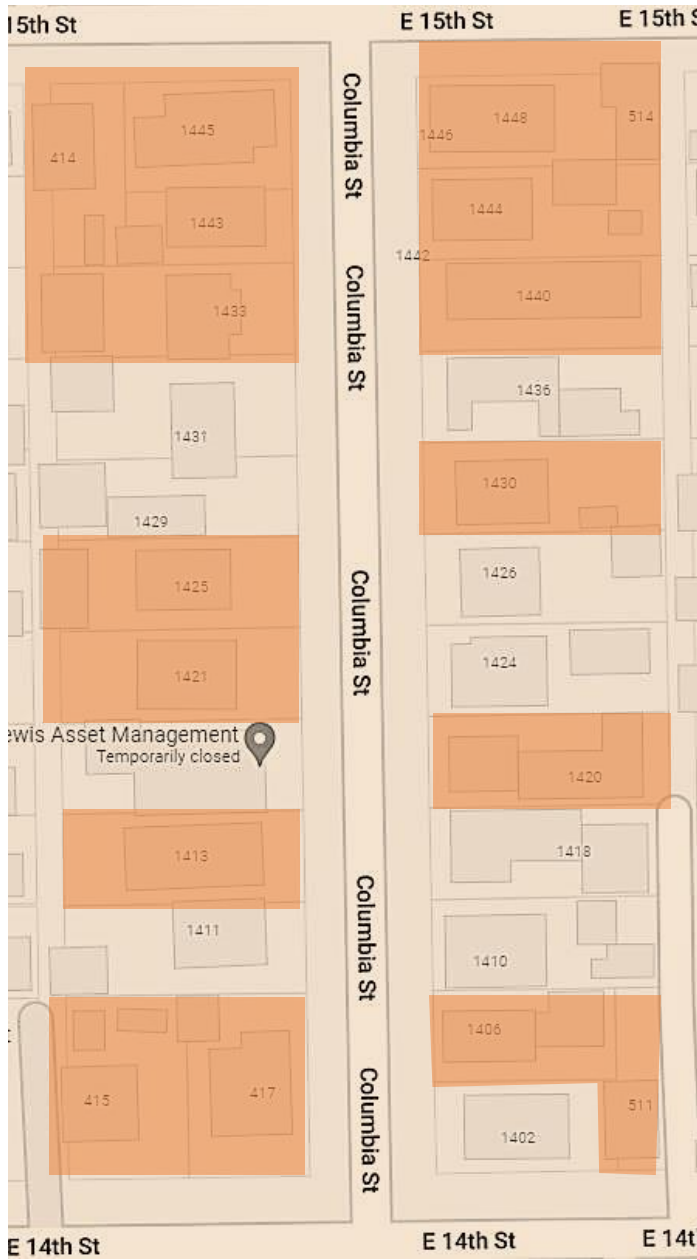 15th St
E 15th St
E 15th S
Columbia St
1445
414
1443
1433
1448
514
1446
1444
1442
1440
Columbia St
1436
1431
1430
1429
1426
1425
Columbia St
1424
1421
ewis Asset Management
Temporarily closed
1420
1413
1418
1411
Columbia St
1410
1406
415
417
Columbia St
511
1402
E 14th St
E 14th St
E 14t